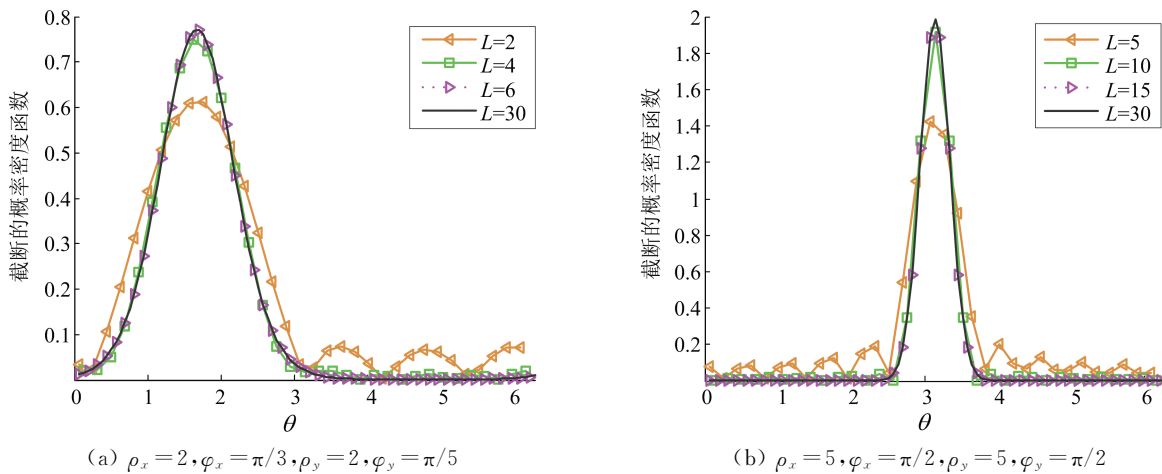 截断的概率密度函数
0.8
0.7
0.6
0.5
0.4
0.3
0.2
0.1
0 1 2 3 4 5 6
θ
L=2
L=4
L=6
L=30
(a) ρx=2,φx=π/3,ρy=2,φy=π/5
截断的概率密度函数
2
1.8
1.6
1.4
1.2
1
0.8
0.6
0.4
0.2
0 1 2 3 4 5 6
θ
L=5
L=10
L=15
L=30
(b) ρx=5,φx=π/2,ρy=5,φy=π/2